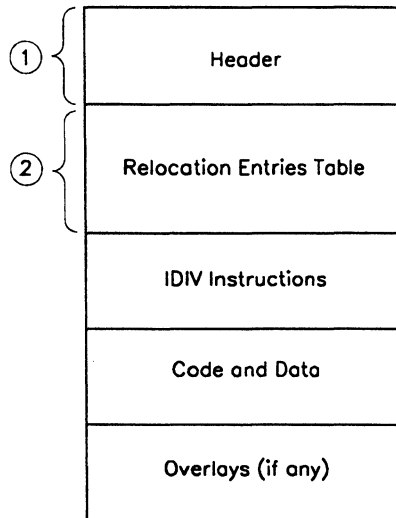 1
Header
2
Relocation Entries Table
IDIV Instructions
Code and Data
Overlays (if any)